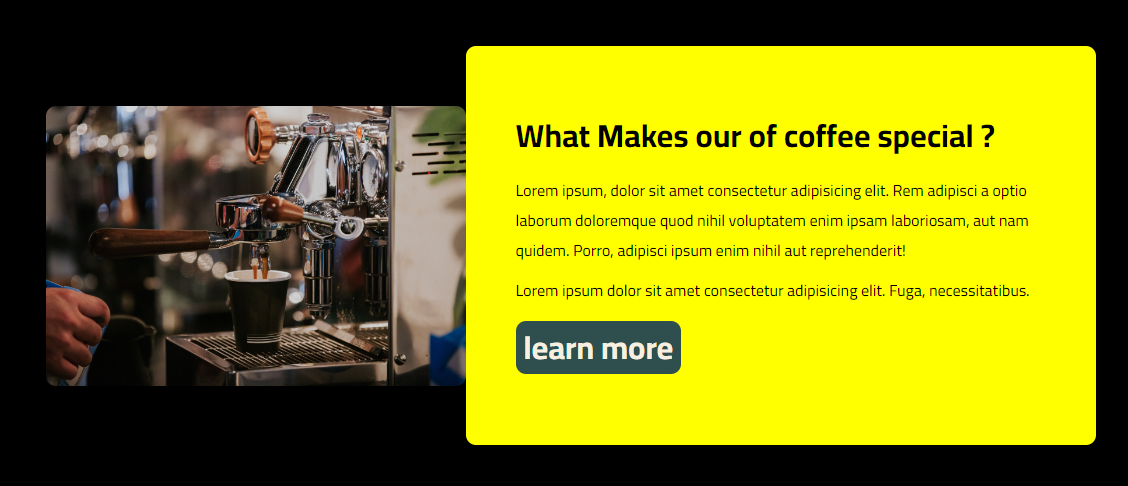 What Makes our of coffee special ?
Lorem ipsum, dolor sit amet consectetur adipisicing elit. Rem adipisci a optio
laborum doloremque quod nihil voluptatem enim ipsam laboriosam, aut nam
quidem. Porro, adipisci ipsum enim nihil aut reprehenderit!
Lorem ipsum dolor sit amet consectetur adipisicing elit. Fuga, necessitatibus.
learn more